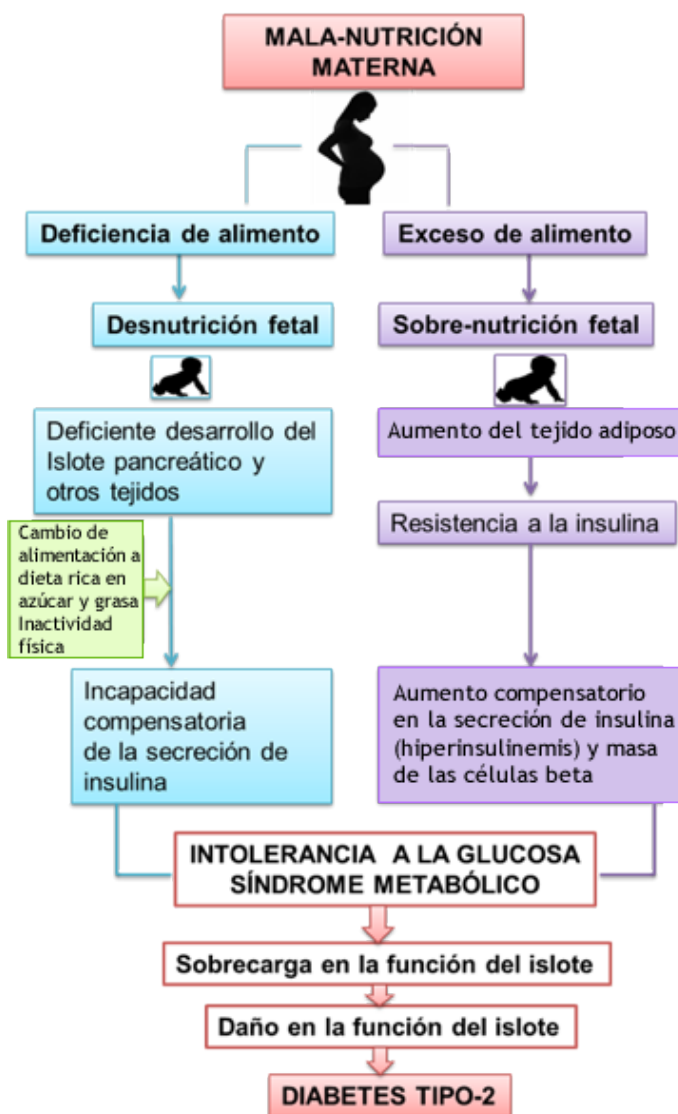 MALA-NUTRICIÓN
MATERNA
Deficiencia de alimento
Exceso de alimento
Desnutrición fetal
Sobre-nutrición fetal
Deficiente desarrollo del
Islote pancreático y
otros tejidos
Aumento del tejido adiposo
Resistencia a la insulina
Cambio de
alimentación a
dieta rica en
azúcar y grasa
Inactividad
física
Incapacidad
compensatoria
de la secreción de
insulina
Aumento compensatorio
en la secreción de insulina
(hiperinsulinemis) y masa
de las células beta
INTOLERANCIA A LA GLUCOSA
SÍNDROME METABÓLICO
Sobrecarga en la función del islote
Daño en la función del islote
DIABETES TIPO-2